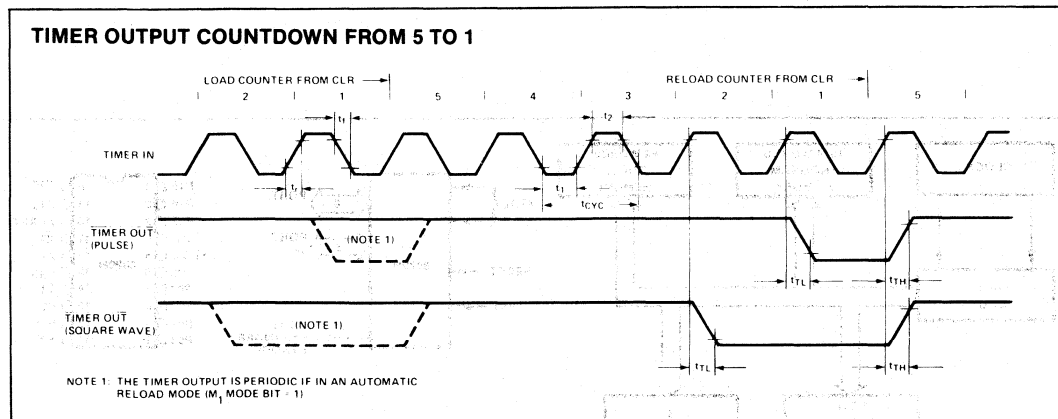 TIMER OUTPUT COUNTDOWN FROM 5 TO 1
LOAD COUNTER FROM CLR RELOAD COUNTER FROM CLR
2 1 5 4 3 2 1 5
tf t2
TIMER IN
tr t1
tCYC
TIMER OUT
(PULSE)
(NOTE 1)
tTL tTH
TIMER OUT
(SQUARE WAVE)
(NOTE 1)
tTL tTH
NOTE 1: THE TIMER OUTPUT IS PERIODIC IF IN AN AUTOMATIC
RELOAD MODE (M1 MODE BIT = 1)